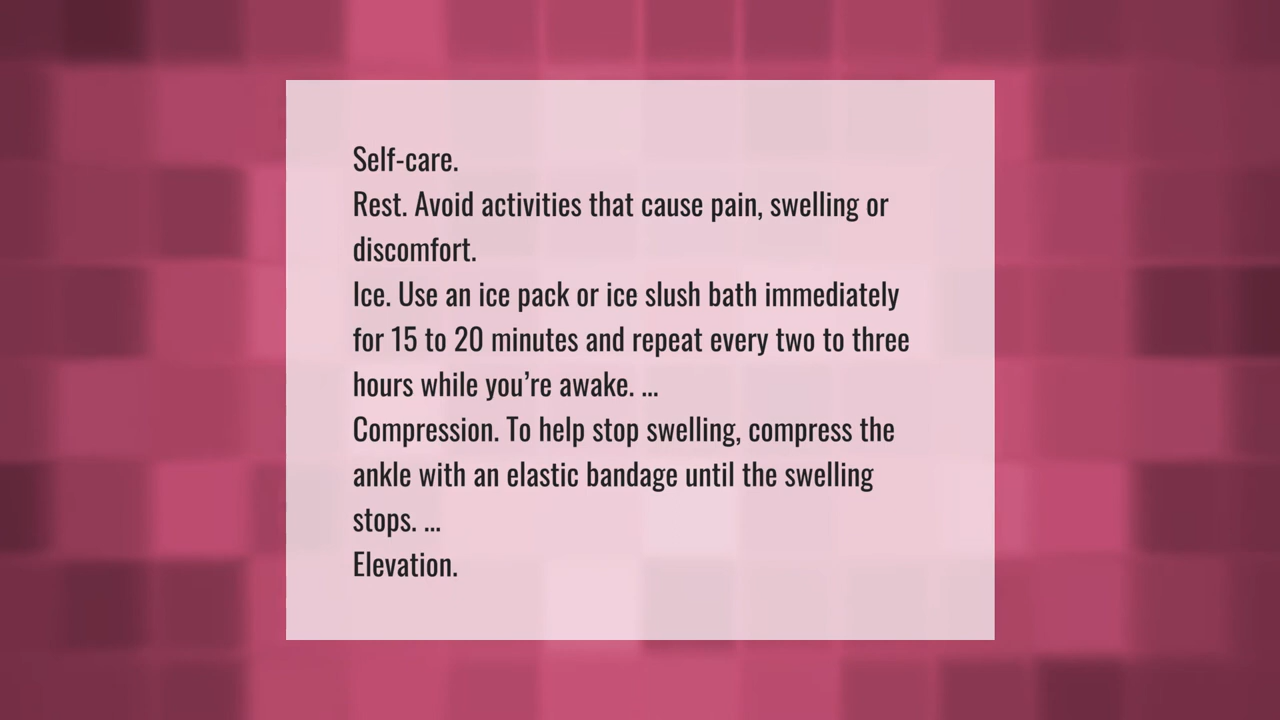 Self-care.
Rest. Avoid activities that cause pain, swelling or
discomfort.
Ice. Use an ice pack or ice slush bath immediately
for 15 to 20 minutes and repeat every two to three
hours while you’re awake. ...
Compression. To help stop swelling, compress the
ankle with an elastic bandage until the swelling
stops. ...
Elevation.